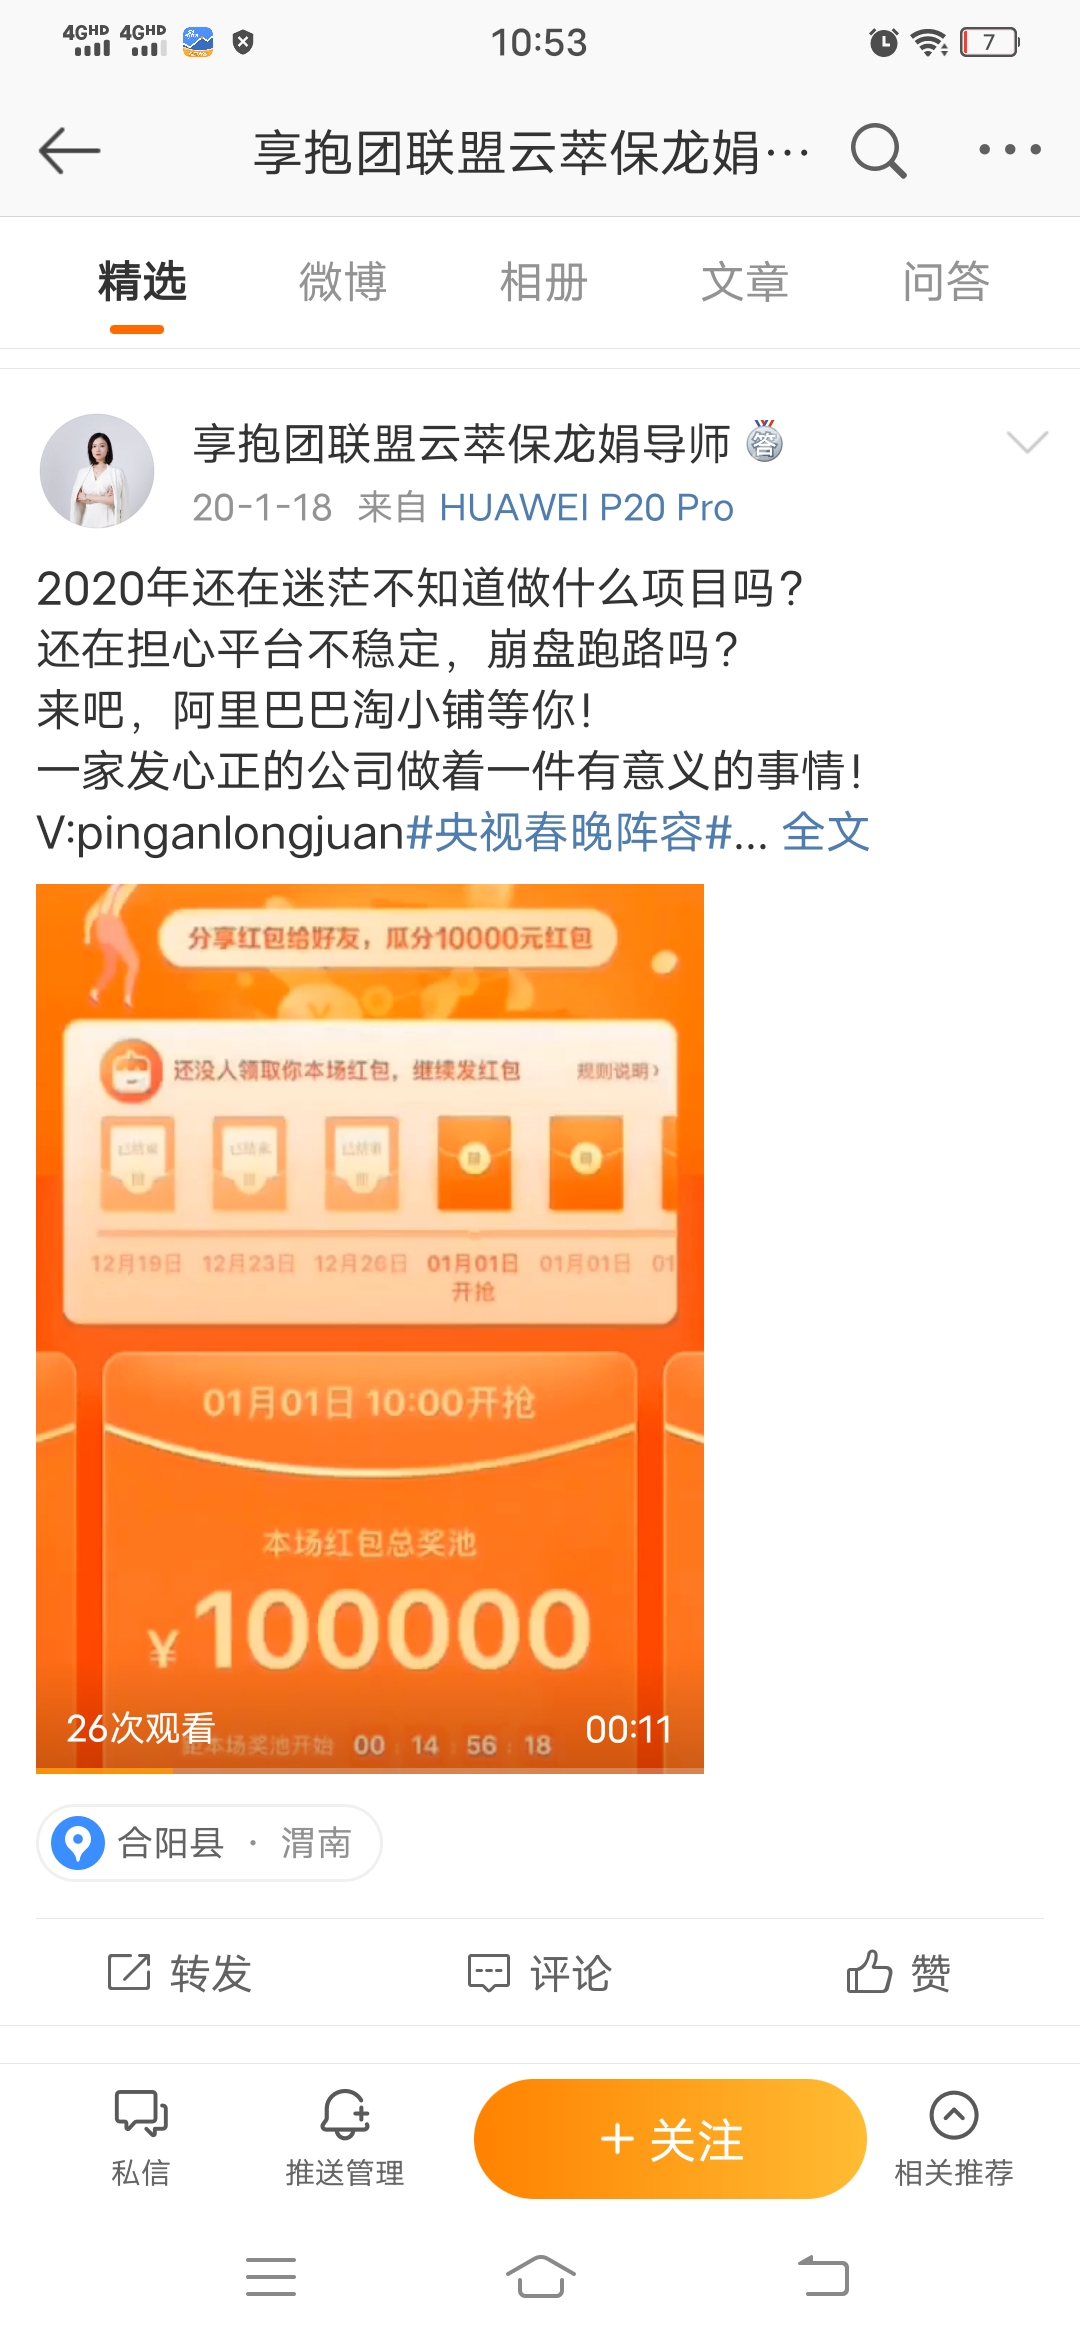 4GHD 4GHD 10:53 7
享抱团联盟云萃保龙娟···
精选 微博 相册 文章 问答
享抱团联盟云萃保龙娟导师 答
20-1-18 来自 HUAWEI P20 Pro
2020年还在迷茫不知道做什么项目吗？
还在担心平台不稳定，崩盘跑路吗？
来吧，阿里巴巴淘小铺等你！
一家发心正的公司做着一件有意义的事情！
V:pinganlongjuan#央视春晚阵容#... 全文
分享红包给好友，瓜分10000元红包
还没人领取你本场红包，继续发红包 规则说明>
已结束 已结束 已结束
12月19日 12月23日 12月26日 01月01日 01月01日 01
开抢
01月01日 10:00开抢
本场红包总奖池
¥100000
26次观看 00:11
距本场奖池开始 00 : 14 : 56 : 18
合阳县 · 渭南
转发 评论 赞
私信 推送管理 +关注 相关推荐